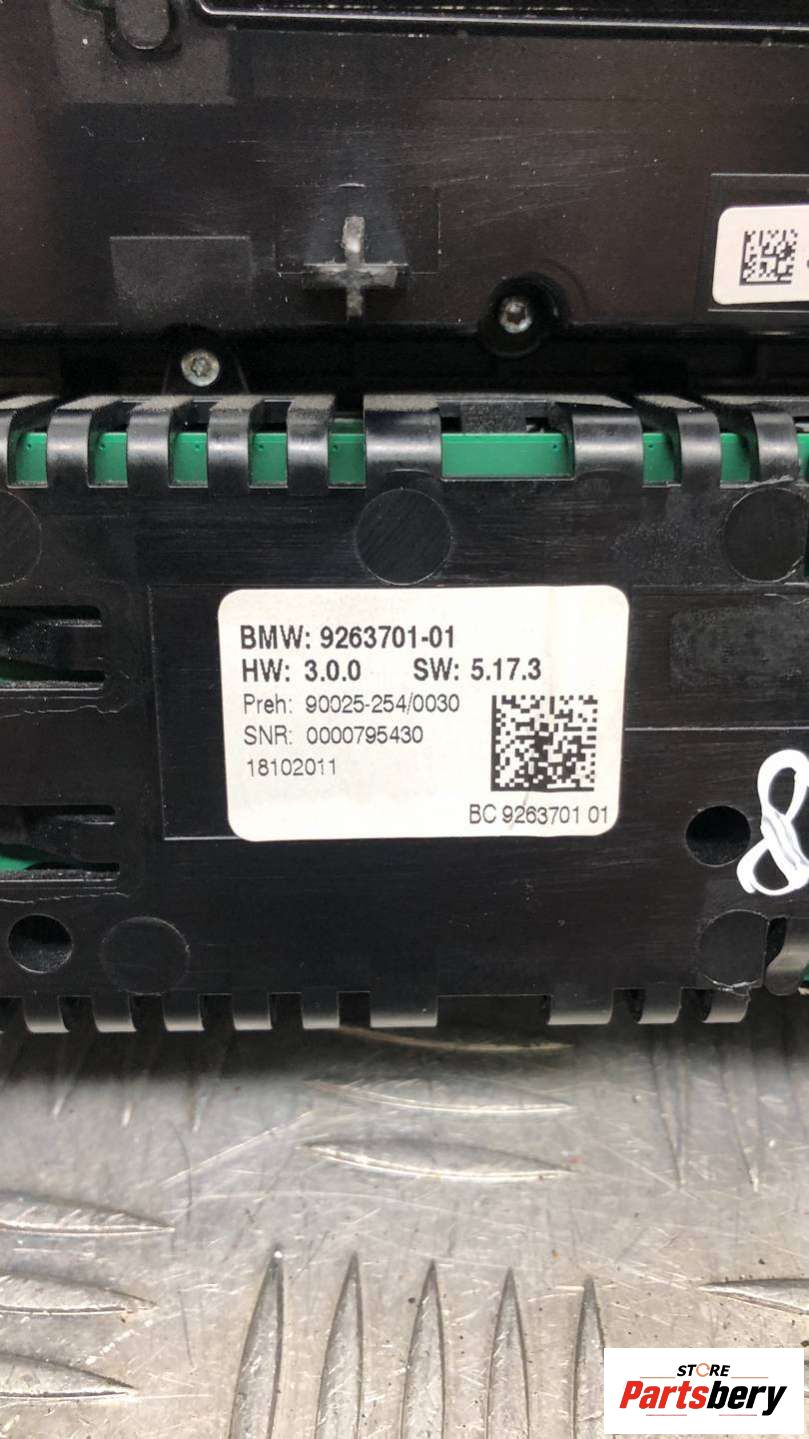 BMW: 9263701-01
HW: 3.0.0 SW: 5.17.3
Preh: 90025-254/0030
SNR: 0000795430
18102011
BC 9263701 01
8
STORE
Partsbery